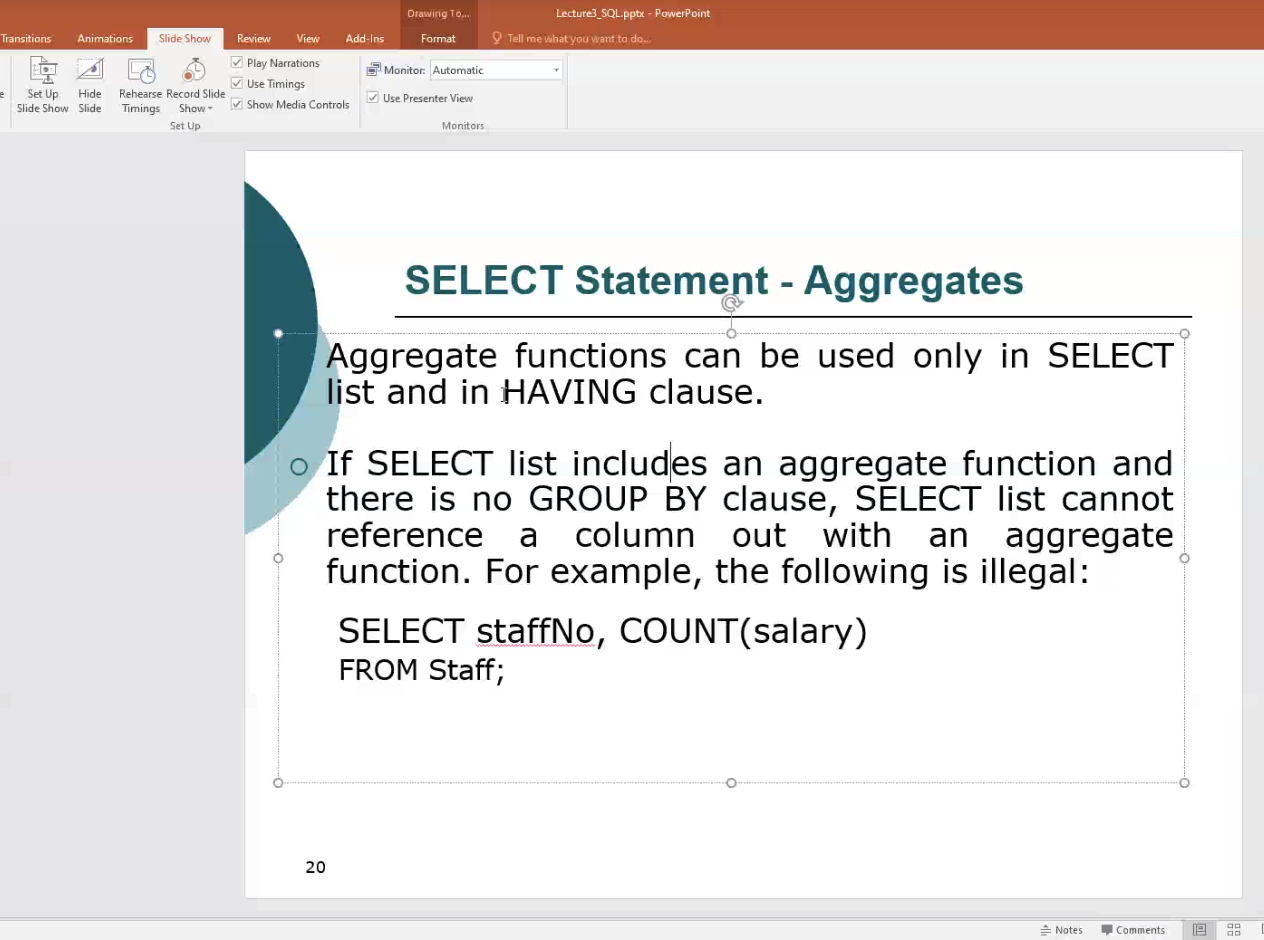 Drawing To...
Lecture3_SQL.pptx - PowerPoint
Transitions Animations Slide Show Review View Add-Ins Format Tell me what you want to do...
Set Up Slide Show
Hide Slide
Rehearse Timings
Record Slide Show
Play Narrations
Use Timings
Show Media Controls
Set Up
Monitor: Automatic
Use Presenter View
Monitors
SELECT Statement - Aggregates
Aggregate functions can be used only in SELECT
list and in HAVING clause.
If SELECT list includes an aggregate function and
there is no GROUP BY clause, SELECT list cannot
reference a column out with an aggregate
function. For example, the following is illegal:
SELECT staffNo, COUNT(salary)
FROM Staff;
20
Notes Comments